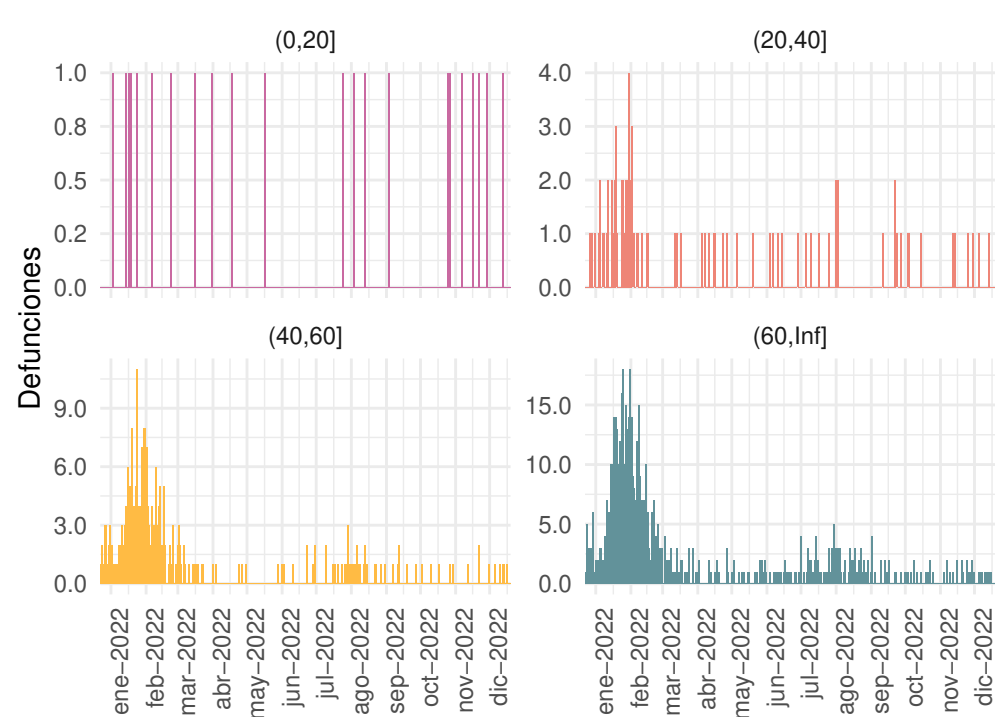 (0,20]
(20,40]
1.0
0.8
0.5
0.2
0.0
4.0
3.0
2.0
1.0
0.0
Defunciones
(40,60]
(60,Inf]
9.0
6.0
3.0
0.0
15.0
10.0
5.0
0.0
ene–2022
feb–2022
mar–2022
abr–2022
may–2022
jun–2022
jul–2022
ago–2022
sep–2022
oct–2022
nov–2022
dic–2022
ene–2022
feb–2022
mar–2022
abr–2022
may–2022
jun–2022
jul–2022
ago–2022
sep–2022
oct–2022
nov–2022
dic–2022